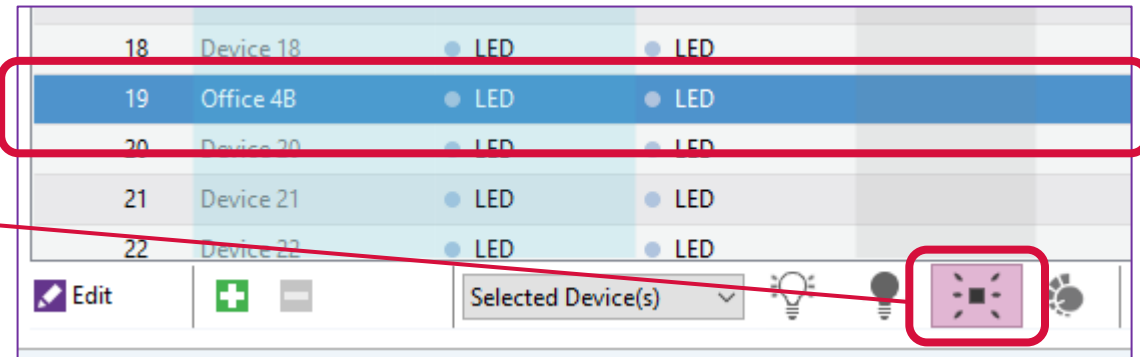 18 Device 18 LED LED
19 Office 4B LED LED
20 Device 20 LED LED
21 Device 21 LED LED
22 Device 22 LED LED
Edit Selected Device(s)